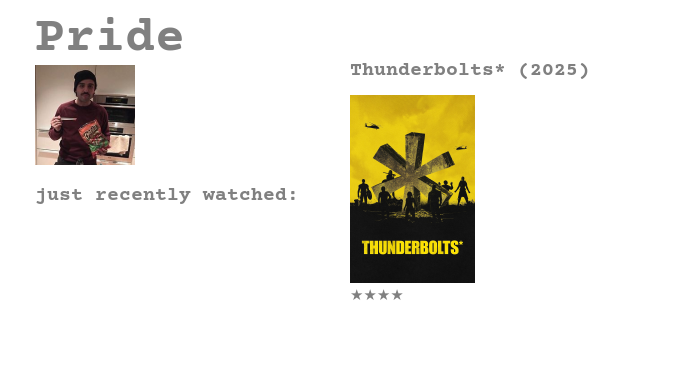 Pride
just recently watched:
Thunderbolts* (2025)
THUNDERBOLTS*
★★★★